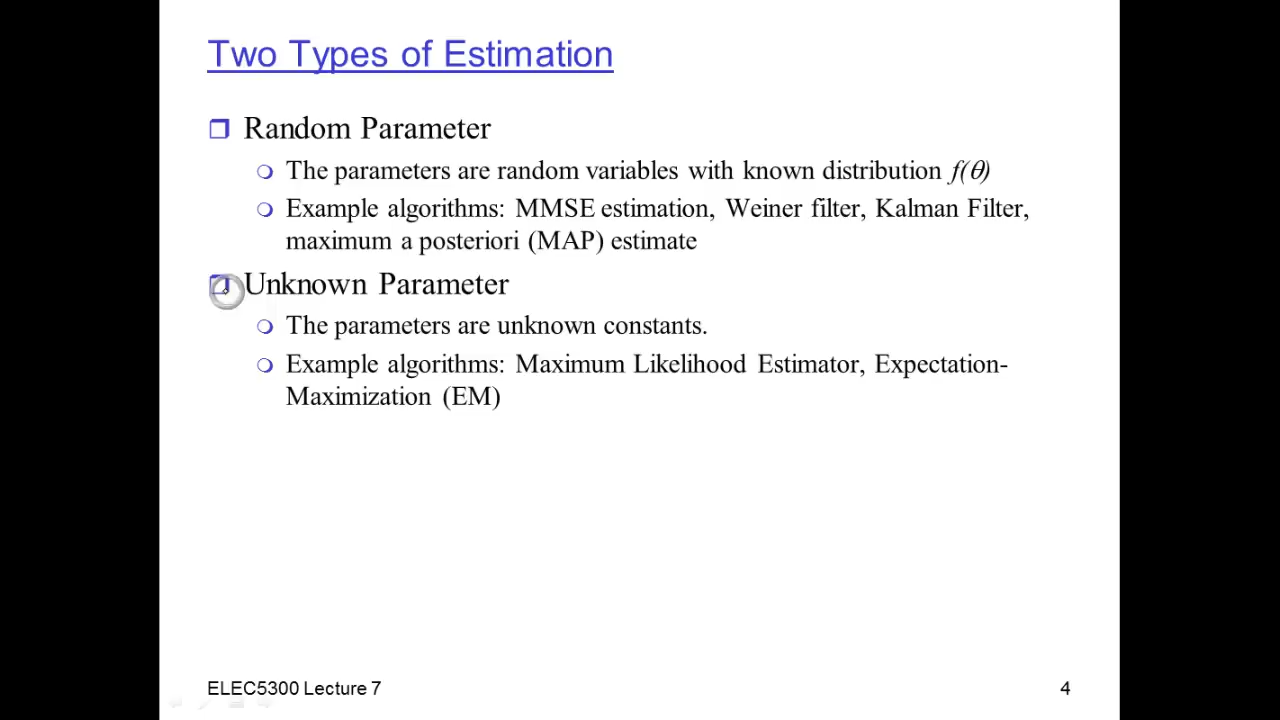 Two Types of Estimation
Random Parameter
The parameters are random variables with known distribution f(θ)
Example algorithms: MMSE estimation, Weiner filter, Kalman Filter,
maximum a posteriori (MAP) estimate
Unknown Parameter
The parameters are unknown constants.
Example algorithms: Maximum Likelihood Estimator, Expectation-
Maximization (EM)
ELEC5300 Lecture 7
4